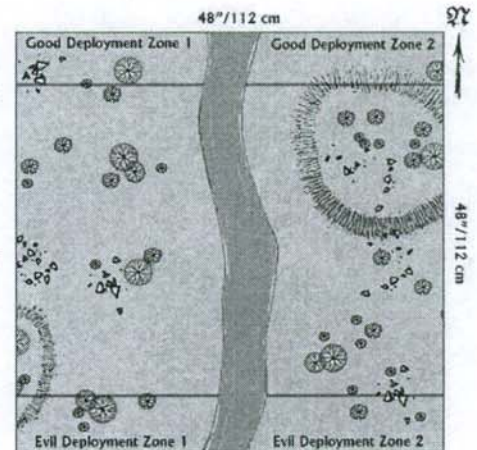 48"/112 cm
N
Good Deployment Zone 1
Good Deployment Zone 2
48"/112 cm
Evil Deployment Zone 1
Evil Deployment Zone 2